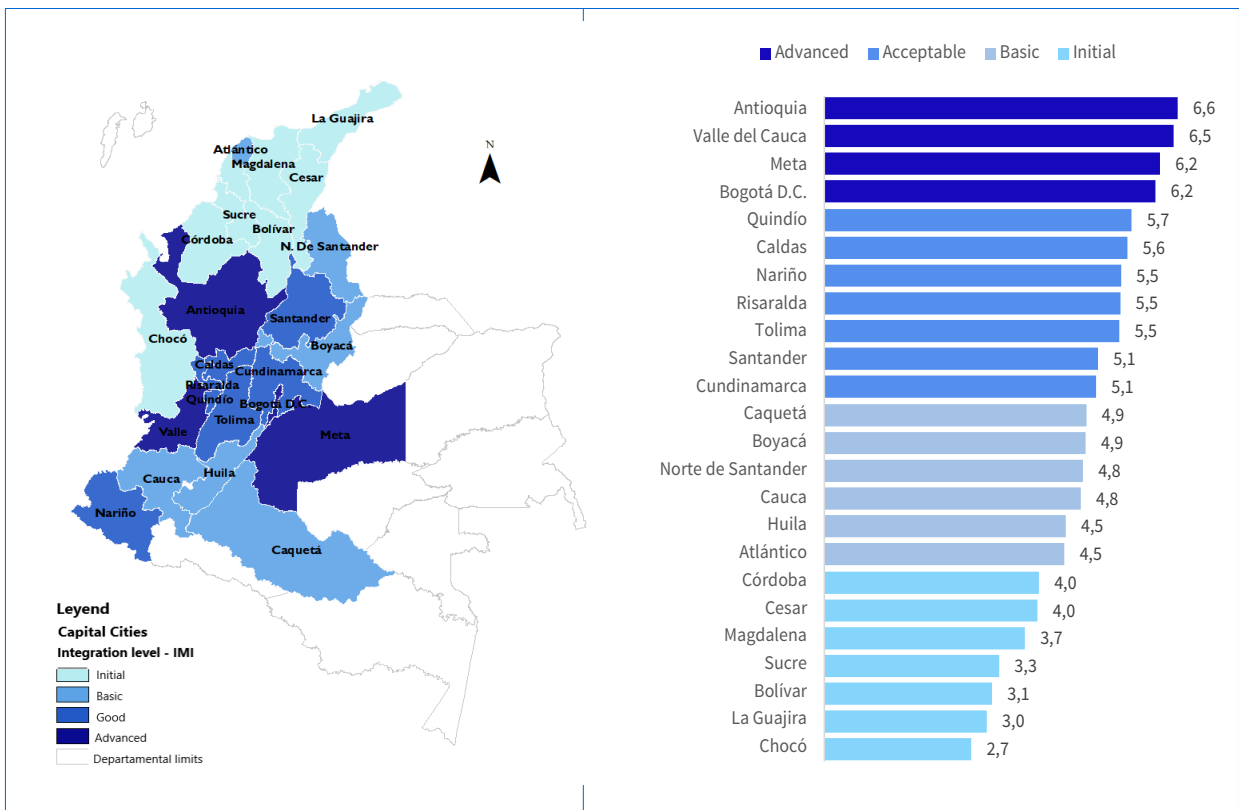 La Guajira
N
Atlántico
Magdalena
Cesar
Sucre
Bolívar
Córdoba
N. De Santander
Antioquia
Santander
Chocó
Boyacá
Caldas
Cundinamarca
Risaralda
Quindío
Bogotá D.C.
Tolima
Valle
Meta
Huila
Cauca
Nariño
Caquetá
Leyend
Capital Cities
Integration level - IMI
Initial
Basic
Good
Advanced
Departamental limits
Advanced Acceptable Basic Initial
Antioquia 6,6
Valle del Cauca 6,5
Meta 6,2
Bogotá D.C. 6,2
Quindío 5,7
Caldas 5,6
Nariño 5,5
Risaralda 5,5
Tolima 5,5
Santander 5,1
Cundinamarca 5,1
Caquetá 4,9
Boyacá 4,9
Norte de Santander 4,8
Cauca 4,8
Huila 4,5
Atlántico 4,5
Córdoba 4,0
Cesar 4,0
Magdalena 3,7
Sucre 3,3
Bolívar 3,1
La Guajira 3,0
Chocó 2,7